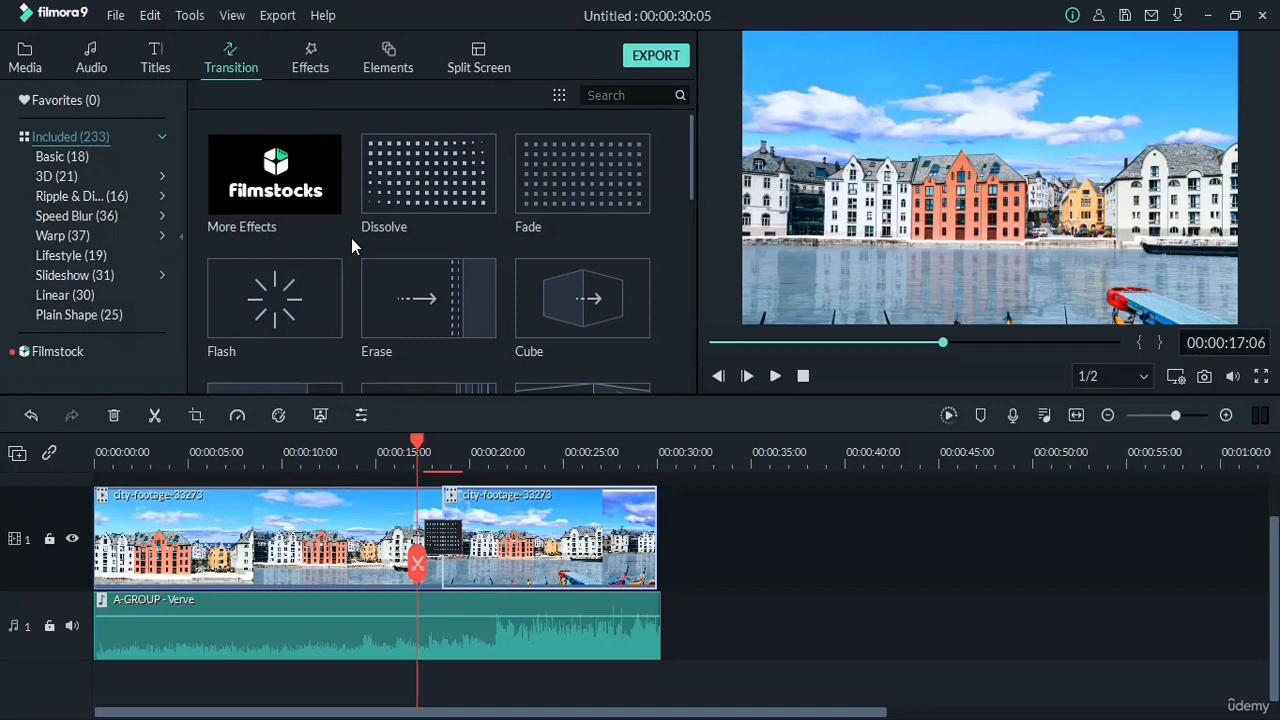 filmora9 File Edit Tools View Export Help Untitled : 00:00:30:05
Media Audio Titles Transition Effects Elements Split Screen EXPORT
Favorites (0)
Search
Included (233)
Basic (18)
3D (21)
Ripple & Di... (16)
Speed Blur (36)
Warp (37)
Lifestyle (19)
Slideshow (31)
Linear (30)
Plain Shape (25)
Filmstock
filmstocks
More Effects Dissolve Fade
Flash Erase Cube
{ } 00:00:17:06
1/2
00:00:00:00 00:00:05:00 00:00:10:00 00:00:15:00 00:00:20:00 00:00:25:00 00:00:30:00 00:00:35:00 00:00:40:00 00:00:45:00 00:00:50:00 00:00:55:00 00:01:00:0
city-footage-33273 city-footage-33273
1
A-GROUP - Verve
1
ûdemy